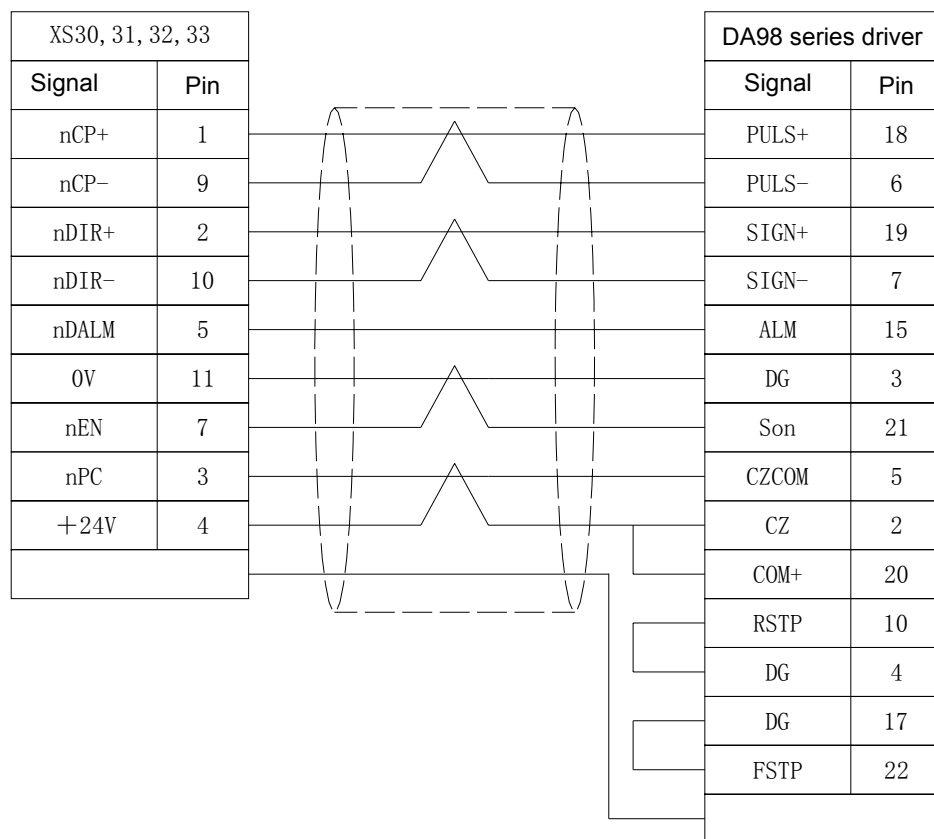 XS30,31,32,33 DA98 series driver
Signal Pin Signal Pin
nCP+ 1 PULS+ 18
nCP- 9 PULS- 6
nDIR+ 2 SIGN+ 19
nDIR- 10 SIGN- 7
nDALM 5 ALM 15
0V 11 DG 3
nEN 7 Son 21
nPC 3 CZCOM 5
+24V 4 CZ 2
COM+ 20
RSTP 10
DG 4
DG 17
FSTP 22